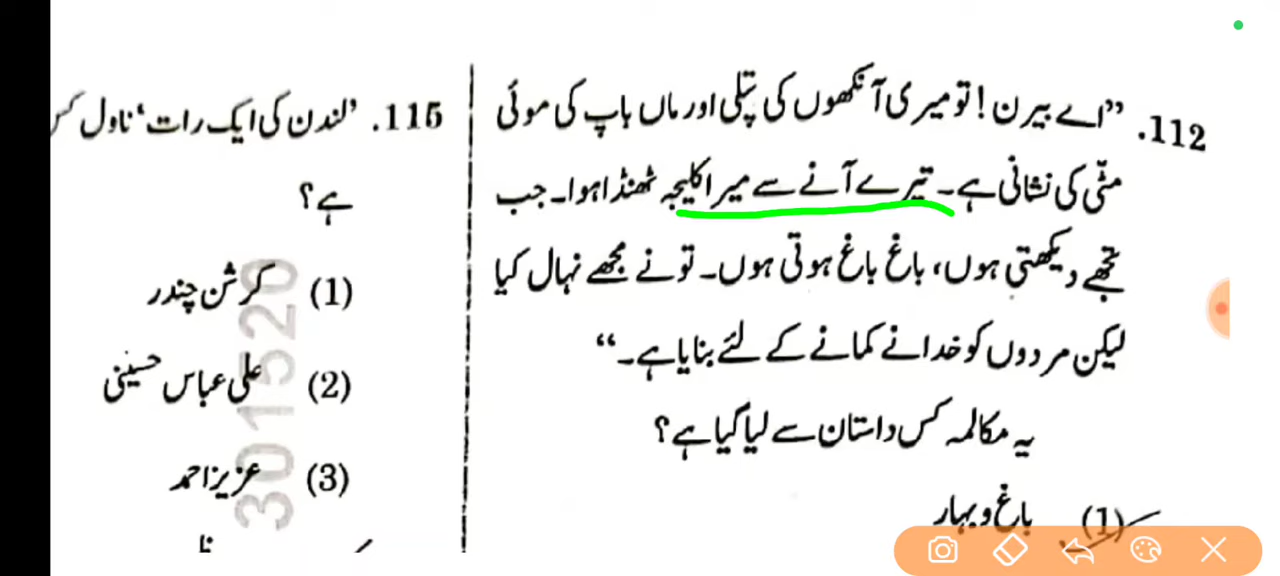 112. ”اے بیرن! تو میری آنکھوں کی پتلی اور ماں باپ کی موئی
مٹّی کی نشانی ہے۔ تیرے آنے سے میرا کلیجہ ٹھنڈا ہوا۔ جب
تجھے دیکھتی ہوں، باغ باغ ہوتی ہوں۔ تو نے مجھے نہال کیا
لیکن مردوں کو خدا نے کمانے کے لئے بنایا ہے۔“
یہ مکالمہ کس داستان سے لیا گیا ہے؟
(1) باغ و بہار
115. ’لندن کی ایک رات‘ ناول
ہے؟
(1) کرشن چندر
(2) علی عباس حسینی
(3) عزیز احمد
301520